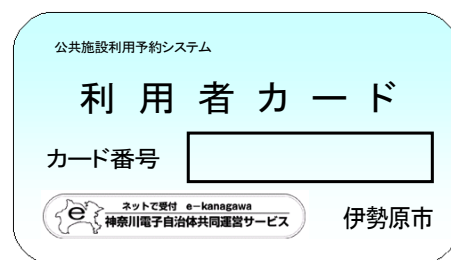 公共施設利用予約システム
利用者カード
カード番号
e
ネットで受付 e-kanagawa
神奈川電子自治体共同運営サービス
伊勢原市